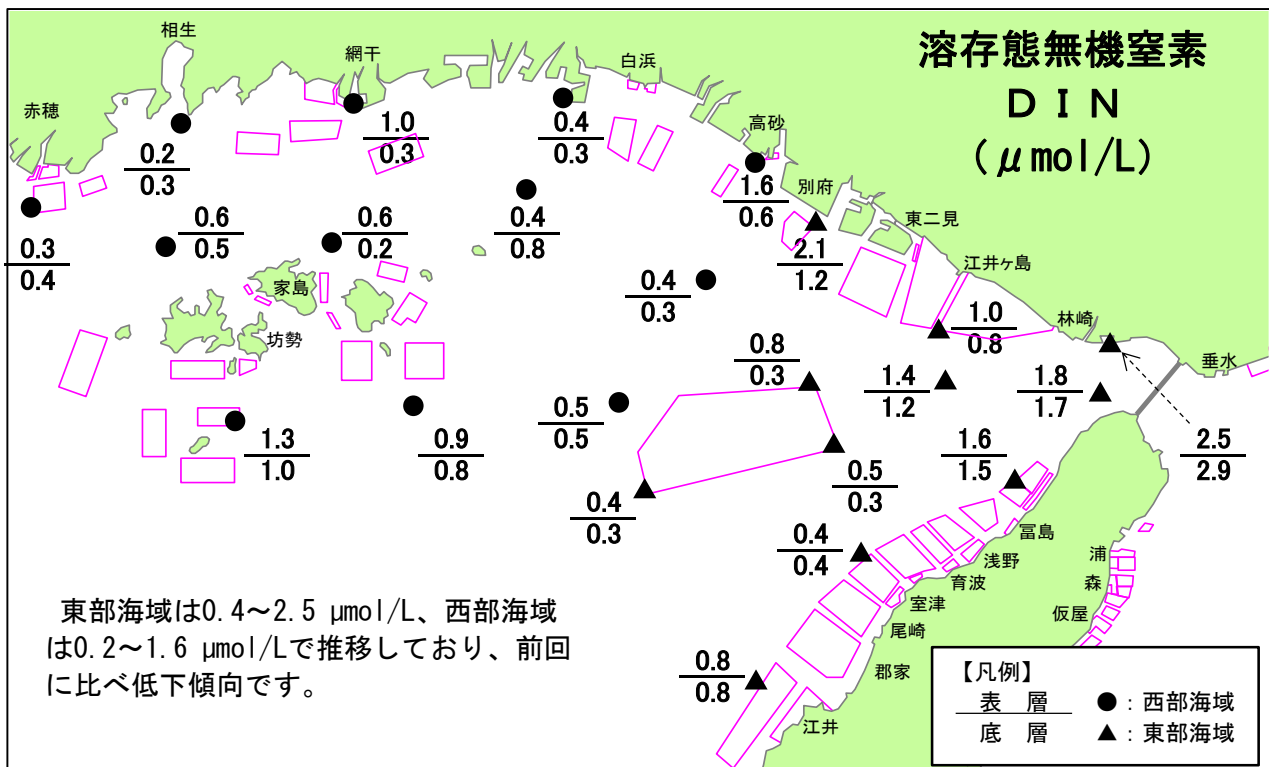 溶存態無機窒素
ＤＩＮ
(μmol/L)
相生
網干
白浜
赤穂
高砂
別府
東二見
江井ヶ島
林崎
垂水
家島
坊勢
0.2
0.3
1.0
0.3
0.4
0.3
1.6
0.6
0.3
0.4
0.6
0.5
0.6
0.2
0.4
0.8
2.1
1.2
0.4
0.3
1.0
0.8
0.8
0.3
1.4
1.2
1.8
1.7
2.5
2.9
1.3
1.0
0.9
0.8
0.5
0.5
1.6
1.5
0.5
0.3
0.4
0.3
0.4
0.4
0.8
0.8
冨島
浅野
育波
室津
尾崎
郡家
江井
浦
森
仮屋
東部海域は0.4～2.5 μmol/L、西部海域
は0.2～1.6 μmol/Lで推移しており、前回
に比べ低下傾向です。
【凡例】
表　層　●：西部海域
底　層　▲：東部海域